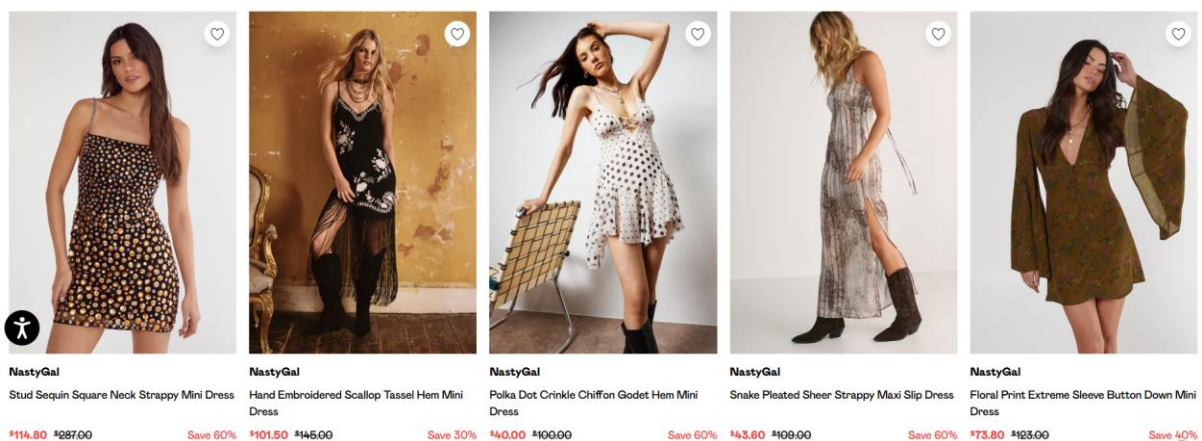 NastyGal
Stud Sequin Square Neck Strappy Mini Dress
$114.80 $287.00 Save 60%
NastyGal
Hand Embroidered Scallop Tassel Hem Mini
Dress
$101.50 $145.00 Save 30%
NastyGal
Polka Dot Crinkle Chiffon Godet Hem Mini
Dress
$40.00 $100.00 Save 60%
NastyGal
Snake Pleated Sheer Strappy Maxi Slip Dress
$43.60 $109.00 Save 60%
NastyGal
Floral Print Extreme Sleeve Button Down Mini
Dress
$73.80 $123.00 Save 40%